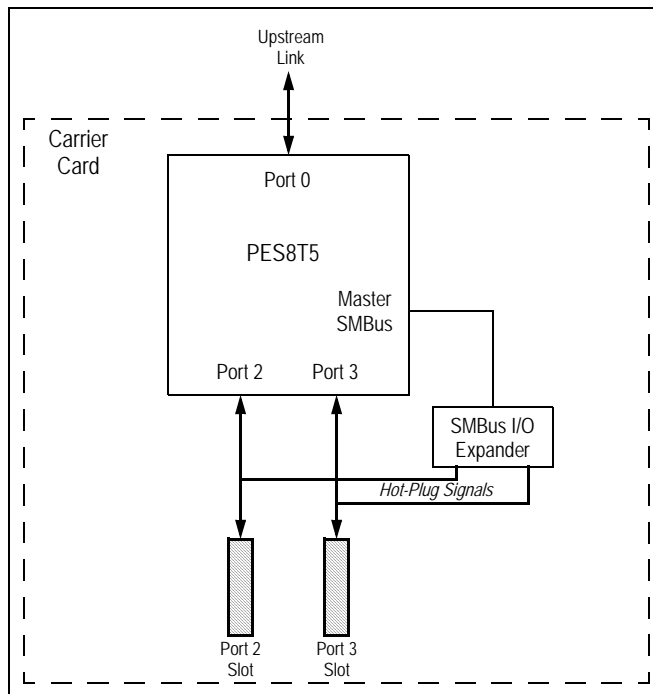 Upstream
Link
Carrier
Card
Port 0
PES8T5
Master
SMBus
Port 2
Port 3
SMBus I/O
Expander
Hot-Plug Signals
Port 2
Slot
Port 3
Slot